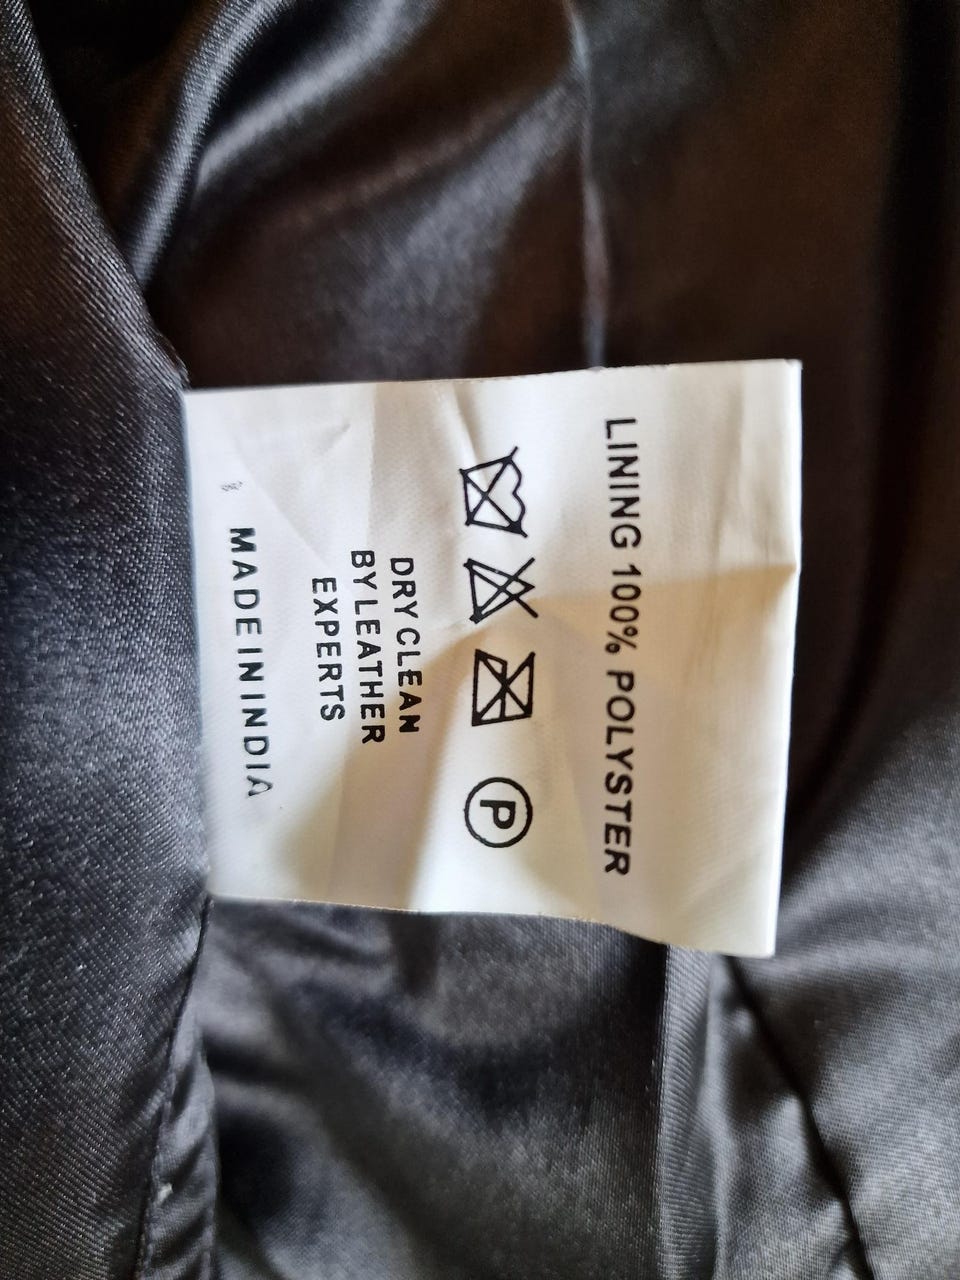 LINING 100% POLYSTER
P
DRY CLEAN
BY LEATHER
EXPERTS
MADE IN INDIA